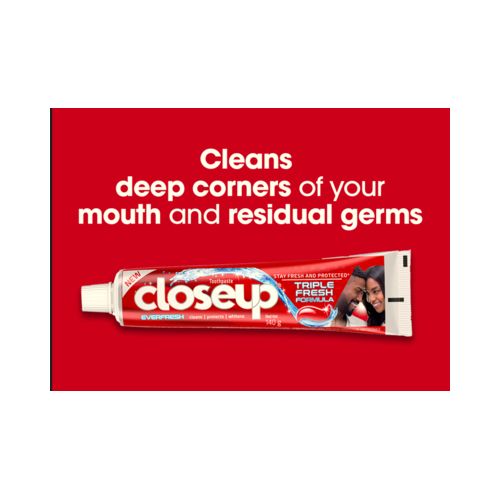 Cleans
deep corners of your
mouth and residual germs
NEW
Toothpaste
STAY FRESH AND PROTECTED*
closeup
TRIPLE
FRESH
FORMULA
EVERFRESH
cleans | protects | whitens
140 g